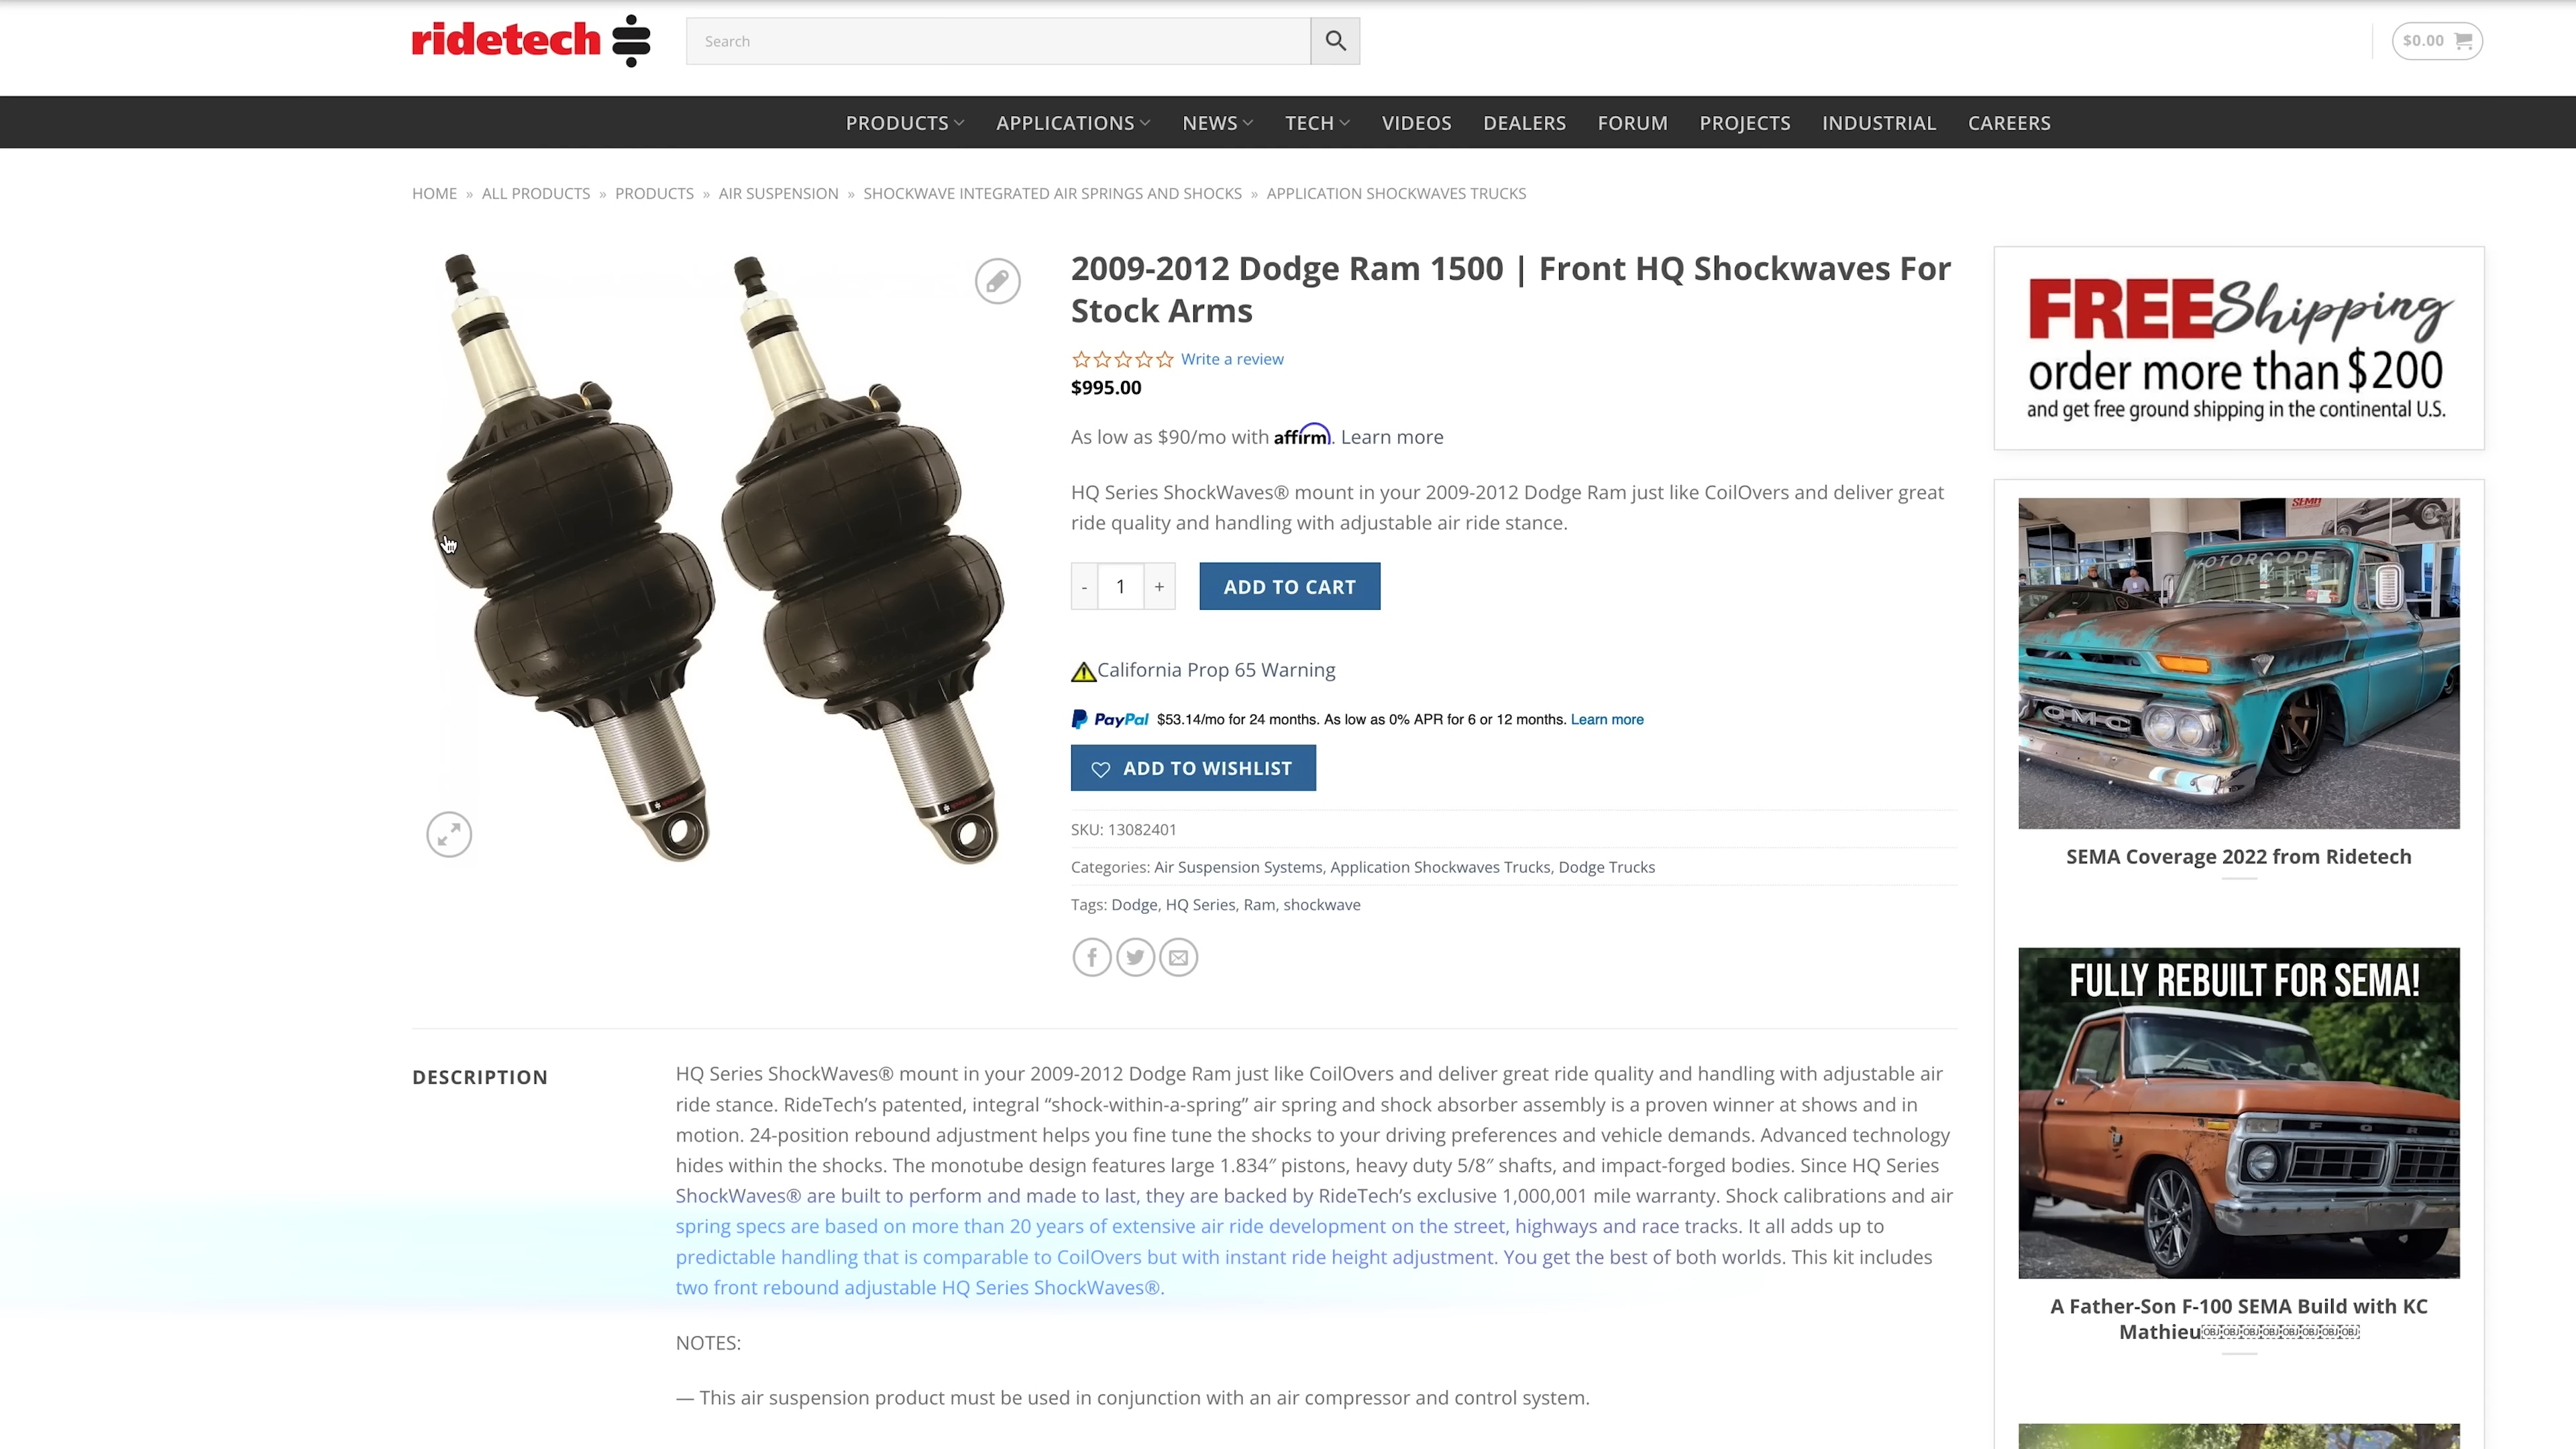 ridetech
Search
$0.00
PRODUCTS APPLICATIONS NEWS TECH VIDEOS DEALERS FORUM PROJECTS INDUSTRIAL CAREERS
HOME » ALL PRODUCTS » PRODUCTS » AIR SUSPENSION » SHOCKWAVE INTEGRATED AIR SPRINGS AND SHOCKS » APPLICATION SHOCKWAVES TRUCKS
2009-2012 Dodge Ram 1500 | Front HQ Shockwaves For
Stock Arms
Write a review
$995.00
As low as $90/mo with affirm. Learn more
HQ Series ShockWaves® mount in your 2009-2012 Dodge Ram just like CoilOvers and deliver great
ride quality and handling with adjustable air ride stance.
- 1 + ADD TO CART
California Prop 65 Warning
PayPal $53.14/mo for 24 months. As low as 0% APR for 6 or 12 months. Learn more
ADD TO WISHLIST
SKU: 13082401
Categories: Air Suspension Systems, Application Shockwaves Trucks, Dodge Trucks
Tags: Dodge, HQ Series, Ram, shockwave
FREE Shipping
order more than $200
and get free ground shipping in the continental U.S.
SEMA
MOTORCODE
GMC
SEMA Coverage 2022 from Ridetech
FULLY REBUILT FOR SEMA!
FORD
A Father-Son F-100 SEMA Build with KC
Mathieu
DESCRIPTION
HQ Series ShockWaves® mount in your 2009-2012 Dodge Ram just like CoilOvers and deliver great ride quality and handling with adjustable air
ride stance. RideTech’s patented, integral “shock-within-a-spring” air spring and shock absorber assembly is a proven winner at shows and in
motion. 24-position rebound adjustment helps you fine tune the shocks to your driving preferences and vehicle demands. Advanced technology
hides within the shocks. The monotube design features large 1.834″ pistons, heavy duty 5/8″ shafts, and impact-forged bodies. Since HQ Series
ShockWaves® are built to perform and made to last, they are backed by RideTech’s exclusive 1,000,001 mile warranty. Shock calibrations and air
spring specs are based on more than 20 years of extensive air ride development on the street, highways and race tracks. It all adds up to
predictable handling that is comparable to CoilOvers but with instant ride height adjustment. You get the best of both worlds. This kit includes
two front rebound adjustable HQ Series ShockWaves®.
NOTES:
— This air suspension product must be used in conjunction with an air compressor and control system.